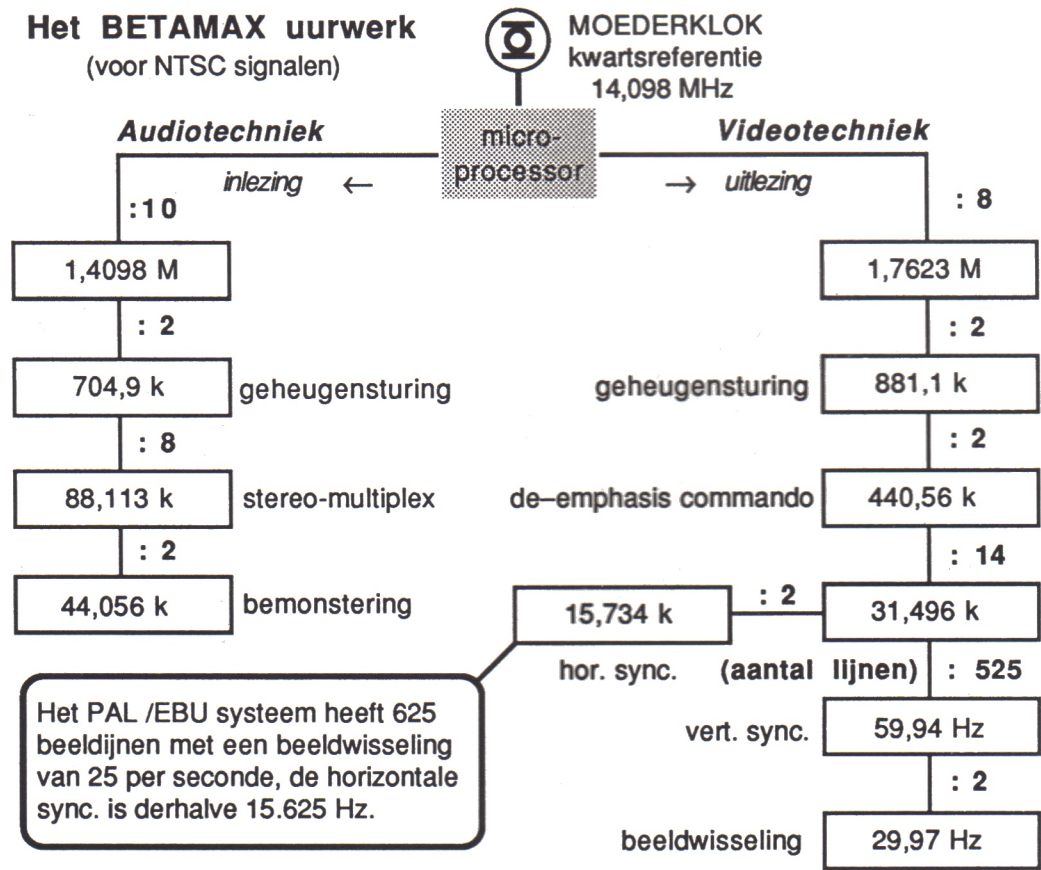 Het BETAMAX uurwerk
(voor NTSC signalen)
MOEDERKLOK
kwartsreferentie
14,098 MHz
Audiotechniek
micro-
processor
Videotechniek
inlezing ←
→ uitlezing
:10
: 8
1,4098 M
1,7623 M
: 2
: 2
704,9 k
geheugensturing
geheugensturing
881,1 k
: 8
: 2
88,113 k
stereo-multiplex
de–emphasis commando
440,56 k
: 2
: 14
44,056 k
bemonstering
15,734 k
: 2
31,496 k
hor. sync.
(aantal lijnen)
: 525
Het PAL /EBU systeem heeft 625
beeldijnen met een beeldwisseling
van 25 per seconde, de horizontale
sync. is derhalve 15.625 Hz.
vert. sync.
59,94 Hz
: 2
beeldwisseling
29,97 Hz